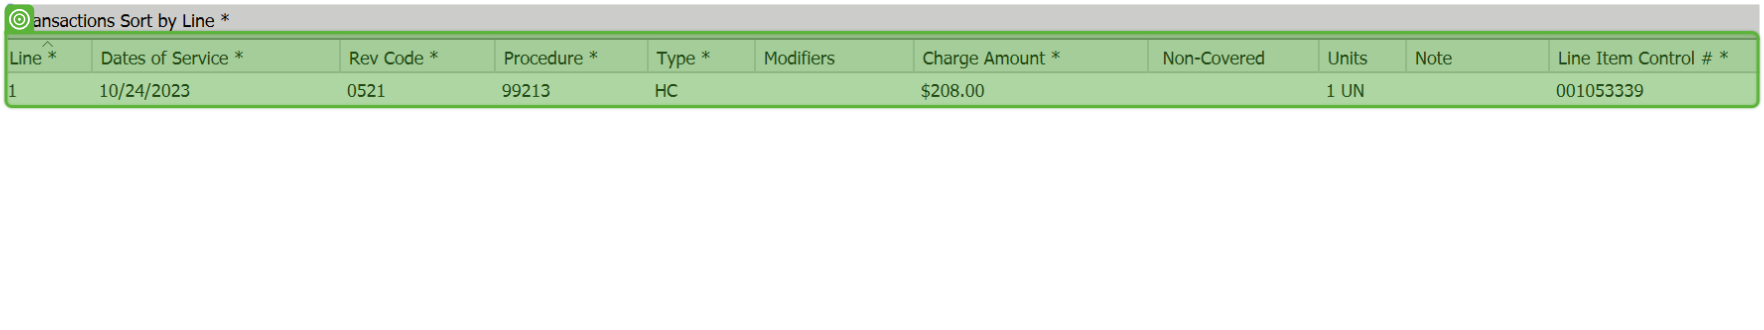 ansactions Sort by Line *
Line * Dates of Service * Rev Code * Procedure * Type * Modifiers Charge Amount * Non-Covered Units Note Line Item Control # *
1 10/24/2023 0521 99213 HC $208.00 1 UN 001053339